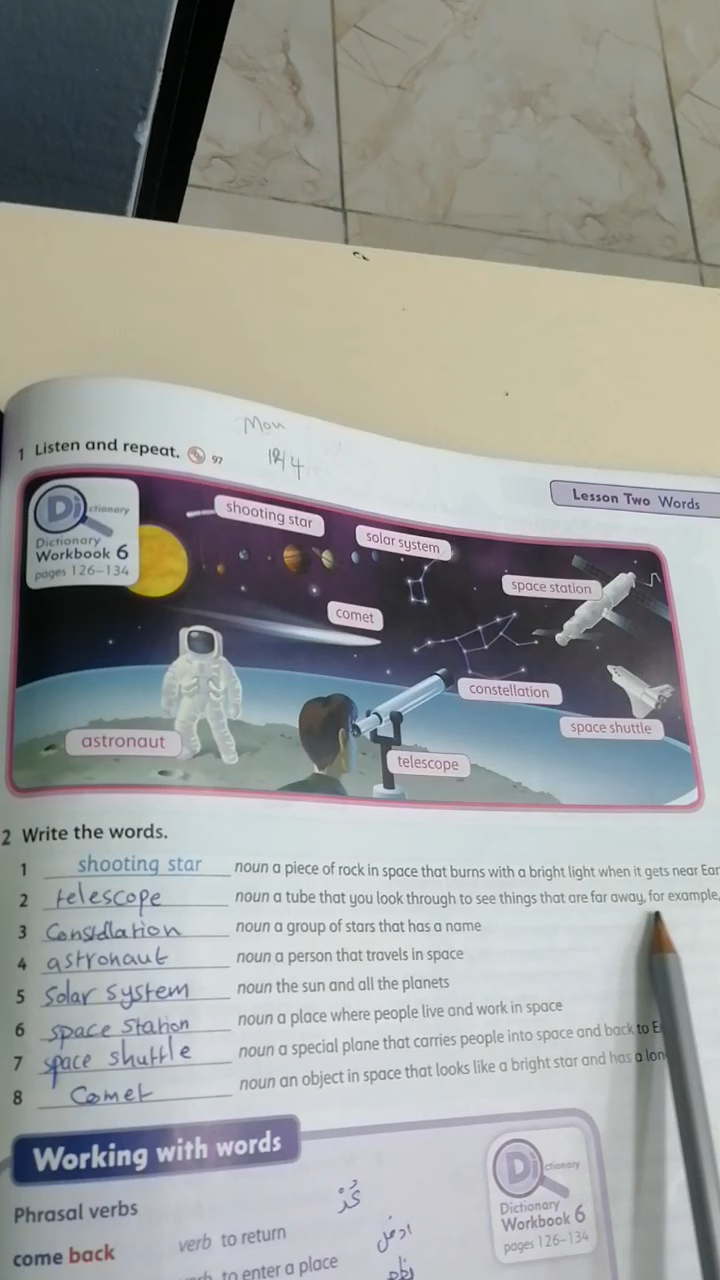 Mon
1 Listen and repeat. 97
12/4
Lesson Two Words
Dictionary
Dictionary
Workbook 6
pages 126–134
shooting star
solar system
space station
comet
constellation
space shuttle
astronaut
telescope
2 Write the words.
1 shooting star noun a piece of rock in space that burns with a bright light when it gets near Ear
2 telescope noun a tube that you look through to see things that are far away, for example,
3 Constellation noun a group of stars that has a name
4 astronaut noun a person that travels in space
5 Solar system noun the sun and all the planets
6 space station noun a place where people live and work in space
7 space shuttle noun a special plane that carries people into space and back to E
8 Comet noun an object in space that looks like a bright star and has a lon
Working with words
Dictionary
Dictionary
Workbook 6
pages 126–134
Phrasal verbs
come back verb to return
to enter a place